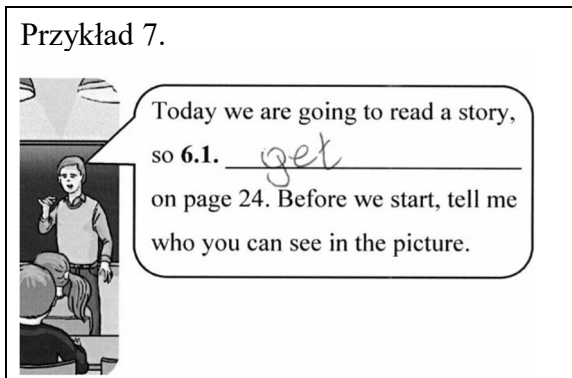 Przykład 7.
Today we are going to read a story,
so 6.1. get
on page 24. Before we start, tell me
who you can see in the picture.